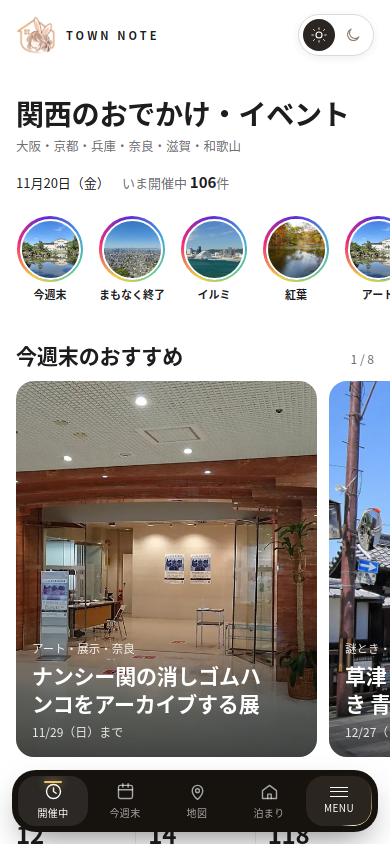 TOWN NOTE
関西のおでかけ・イベント
大阪・京都・兵庫・奈良・滋賀・和歌山
11月20日（金） いま開催中 106件
今週末 まもなく終了 イルミ 紅葉 アート
今週末のおすすめ 1 / 8
アート・展示・奈良
ナンシー関の消しゴムハ
ンコをアーカイブする展
11/29（日）まで
謎とき・
草津
き 青
12/27（
開催中 今週末 地図 泊まり MENU
12 14 118